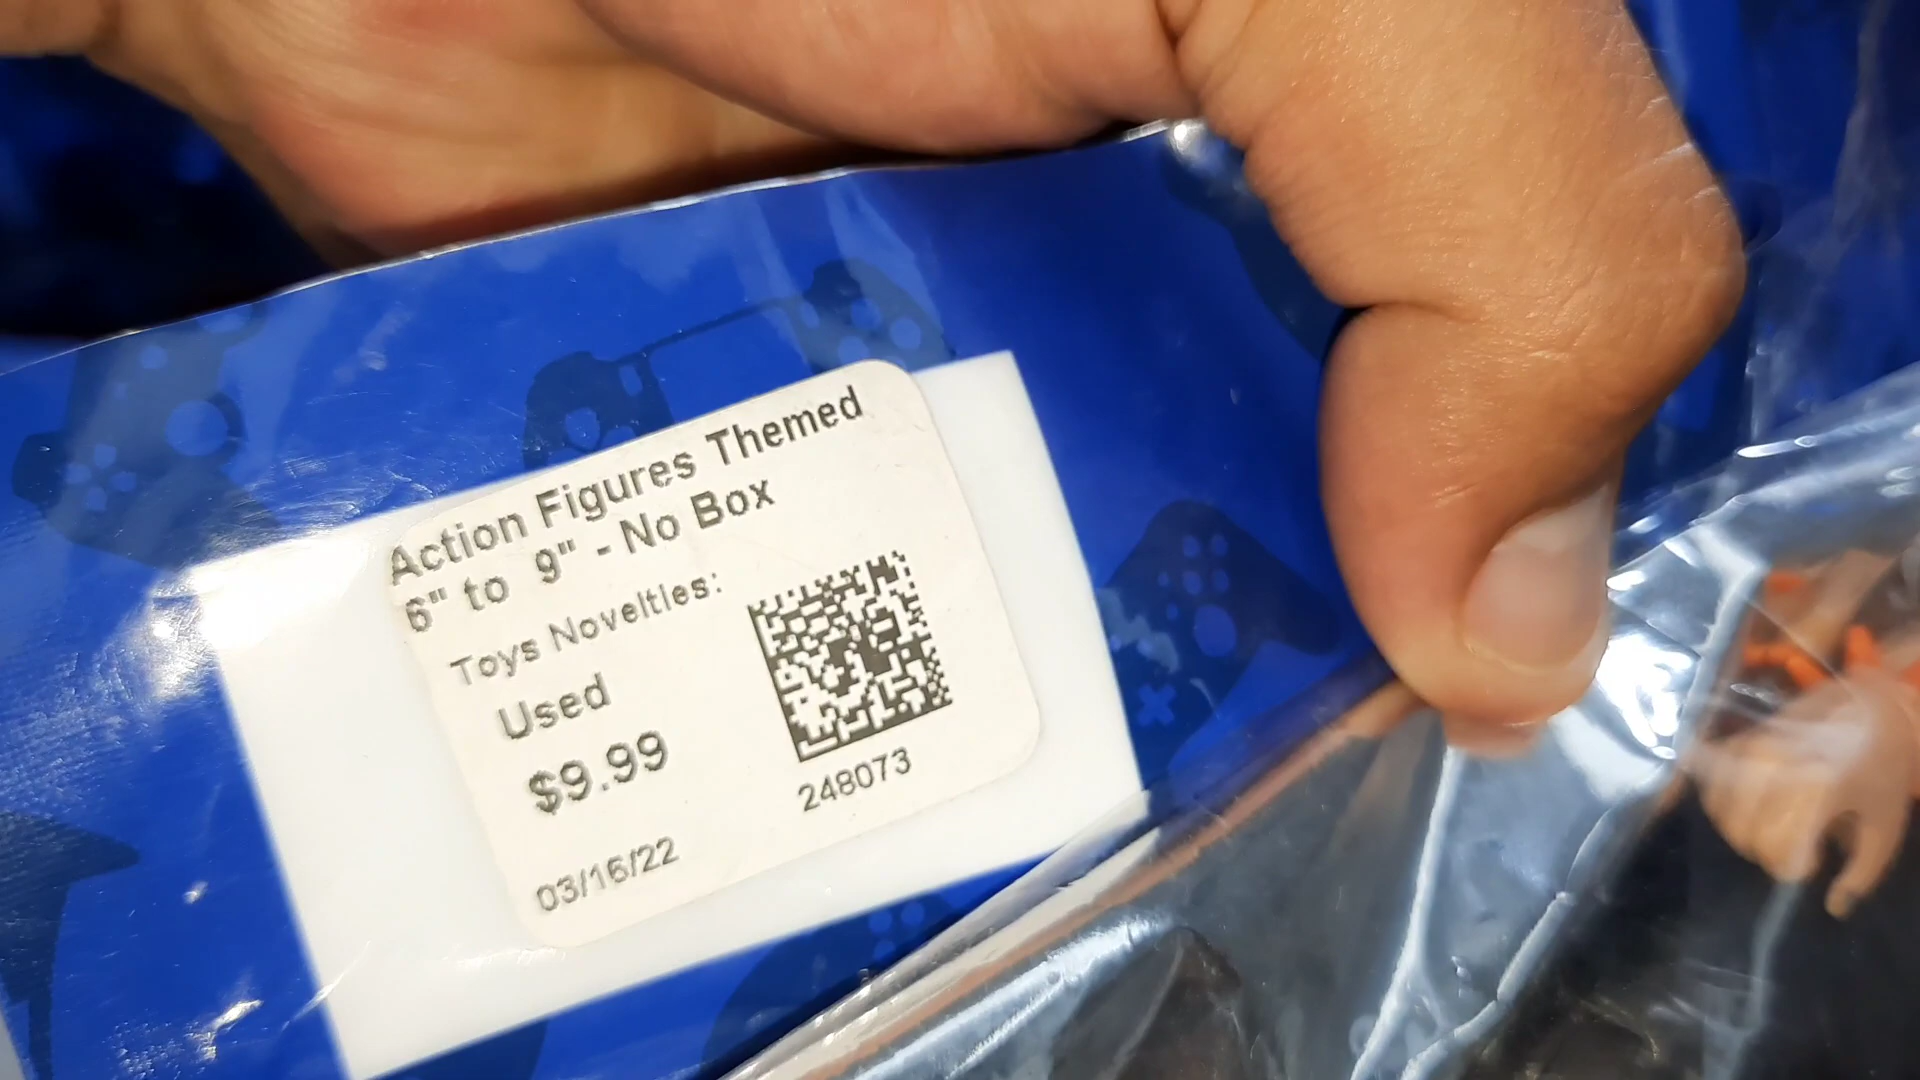 Action Figures Themed
6" to 9" - No Box
Toys Novelties:
Used
$9.99
248073
03/16/22